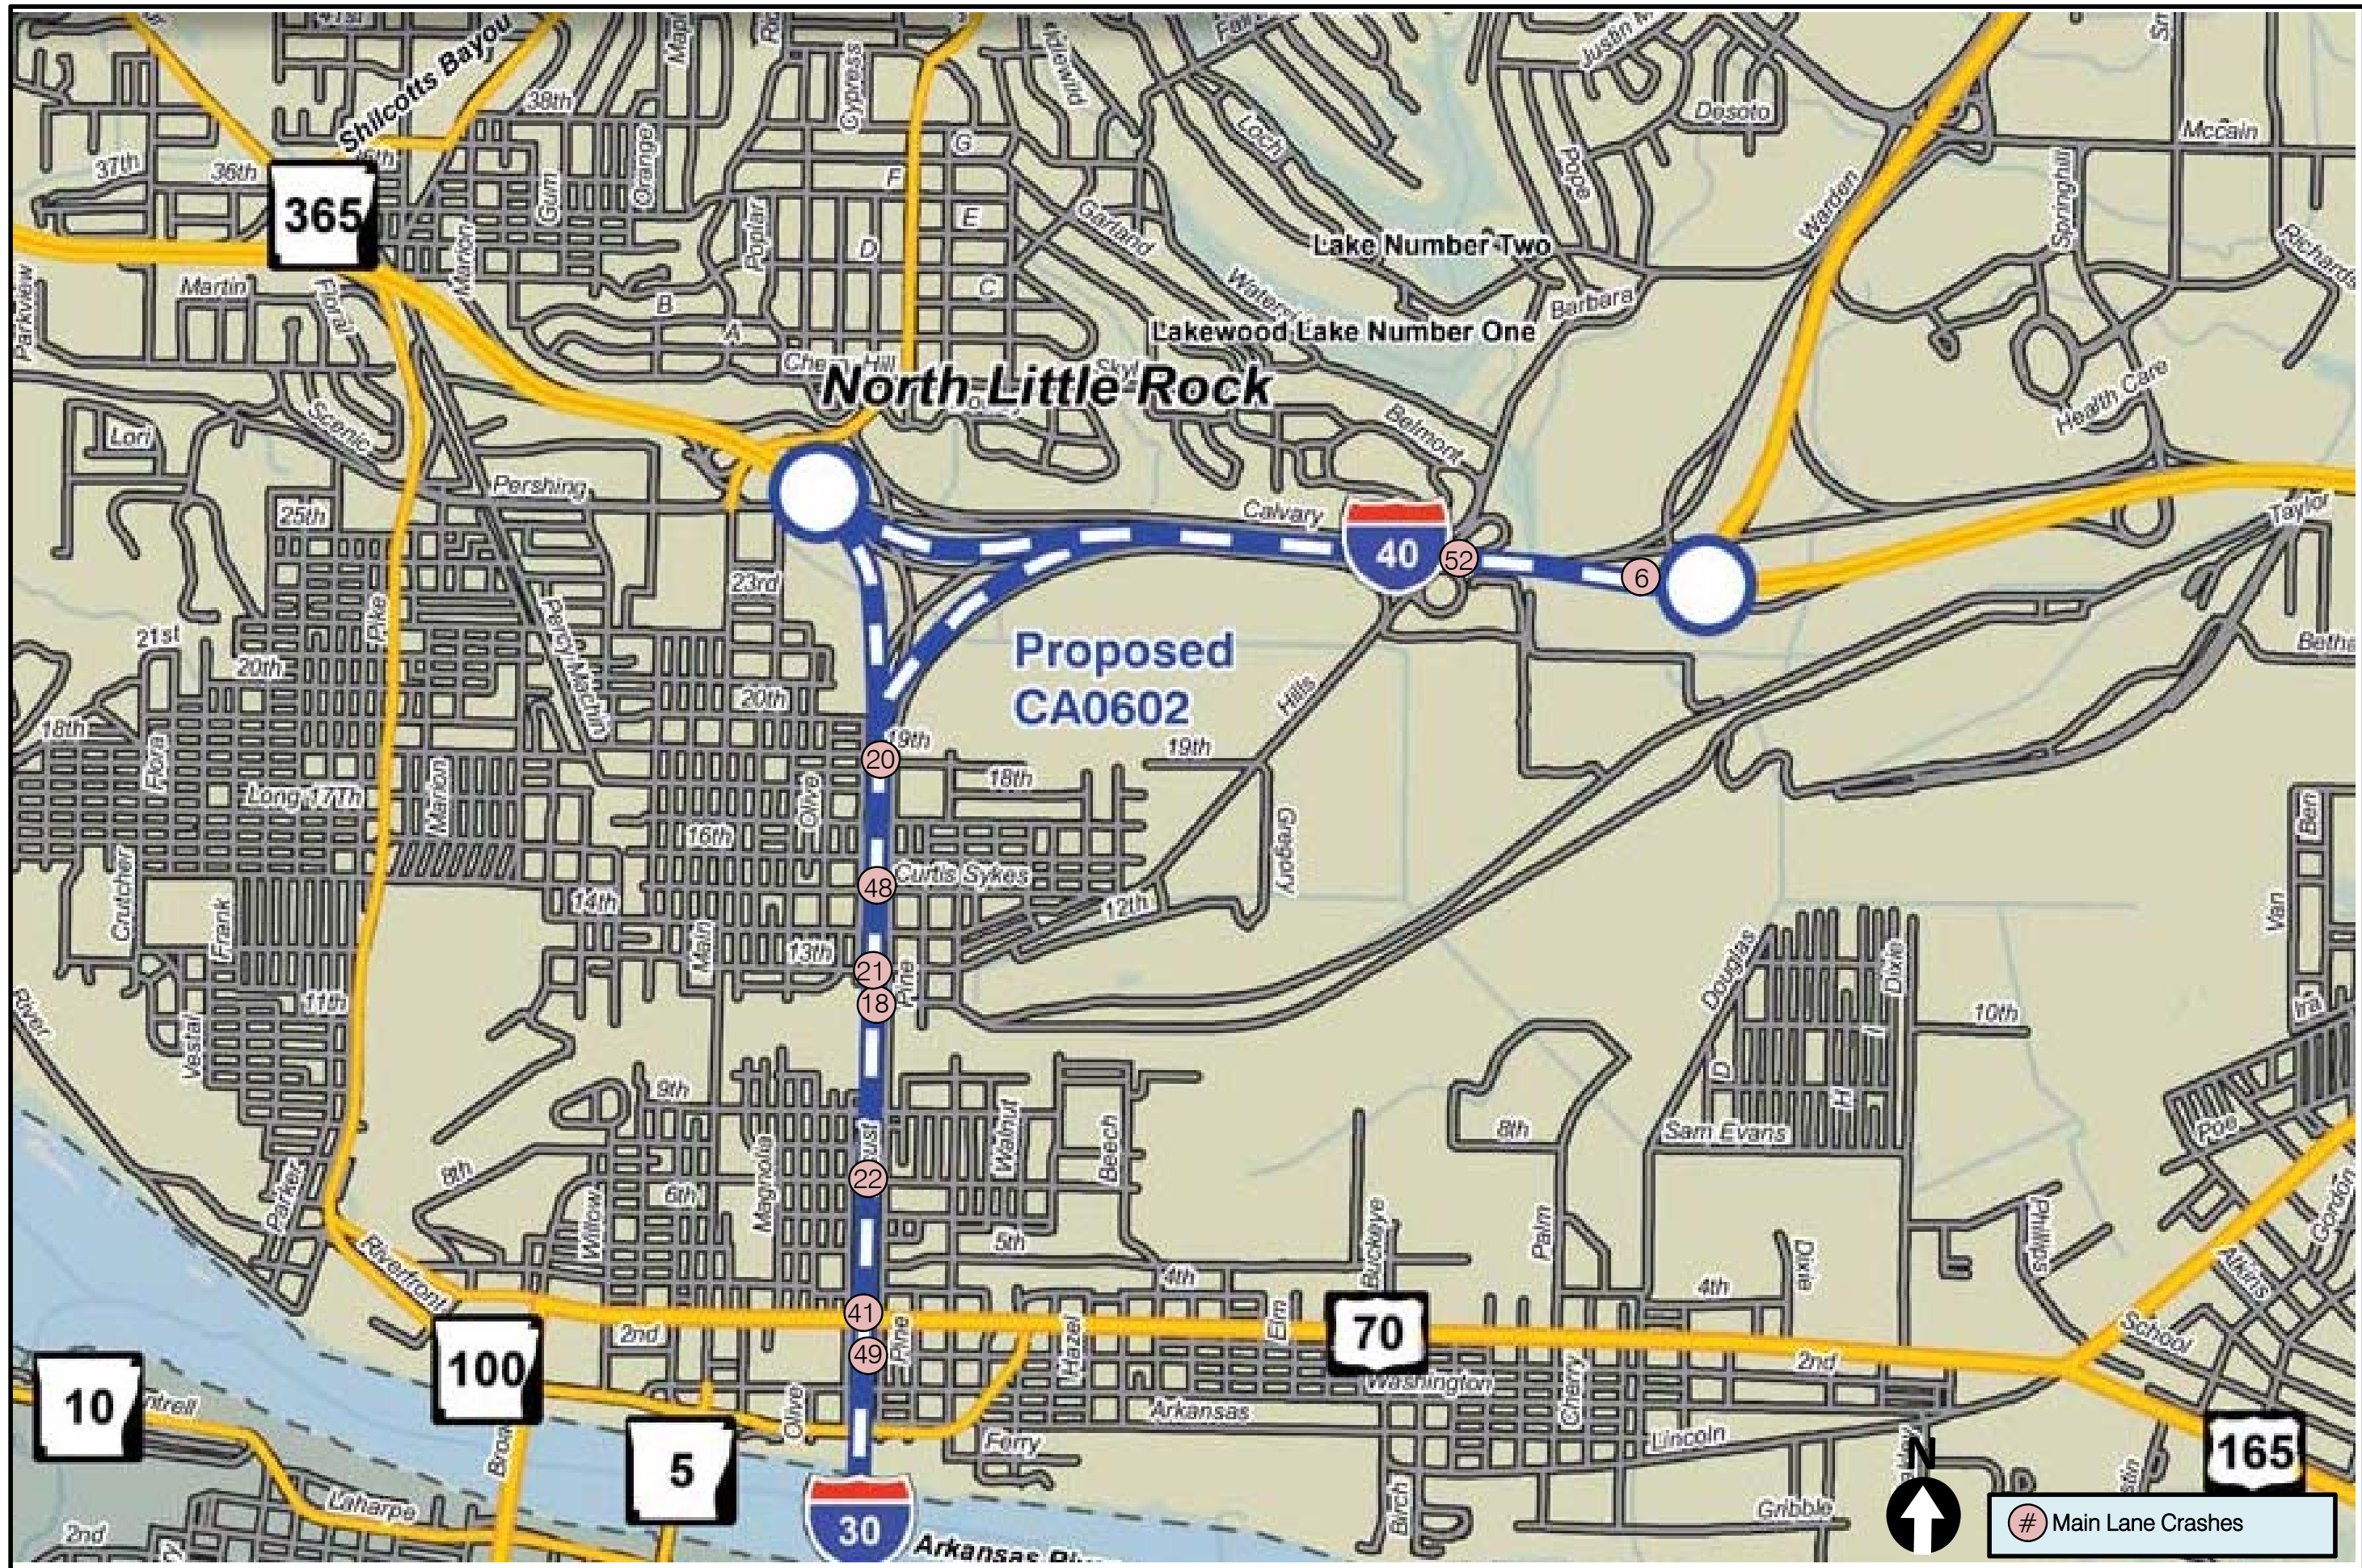 41st
Shilcotts Bayou
38th
37th
36th
365
Gum
Orange
Cypress
Poplar
G
F
E
D
C
B
A
Garland
Loch
Pope
Desoto
Mccain
Warden
Springhill
Lake Number Two
Barbara
Lakewood Lake Number One
Parkview
Martin
Floral
Marion
North Little Rock
Health Care
Lori
Scenic
Belmont
Pershing
25th
Calvary
40
52
6
Taylor
23rd
Pike
Percy Machin
21st
20th
Proposed
CA0602
20th
Hills
18th
19th
19th
20
18th
Flora
Long 17Th
Marion
Olive
16th
Gregory
Ben
48
Curtis Sykes
Crutcher
Frank
14th
12th
Van
Main
13th
21
18
Pine
Douglas
Dixie
River
11th
10th
Ira
Vestal
9th
D
I
H
Walnut
Beech
8th
Sam Evans
Poe
Parker
8th
6th
22
Willow
Magnolia
Buckeye
Palm
Phillips
Gordon
5th
4th
4th
Dixie
Atkins
Riverfront
41
2nd
49
Pine
Hazel
Elm
70
School
100
2nd
10
Washington
Cherry
Olive
Arkansas
5
Ferry
Lincoln
N
165
Laharpe
30
Birch
Gribble
2nd
# Main Lane Crashes